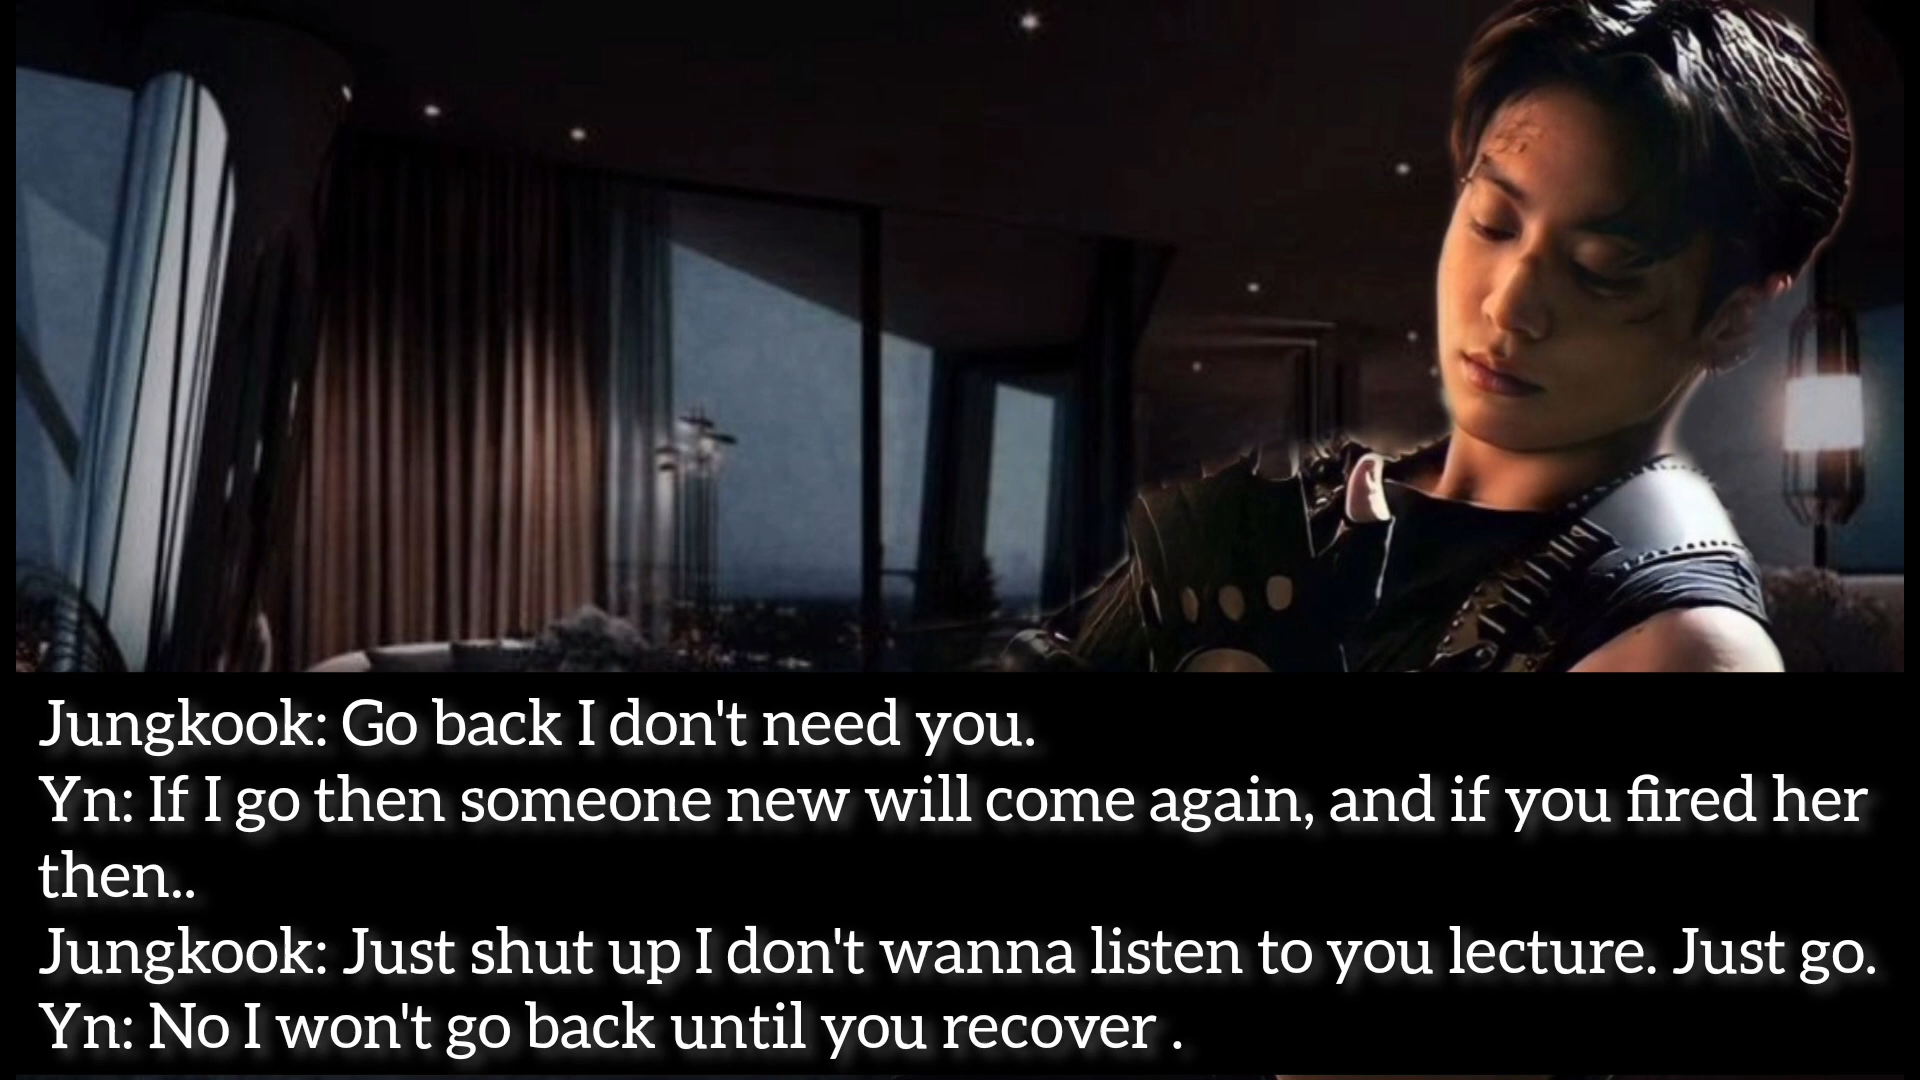 Jungkook: Go back I don't need you.
Yn: If I go then someone new will come again, and if you fired her
then..
Jungkook: Just shut up I don't wanna listen to you lecture. Just go.
Yn: No I won't go back until you recover .